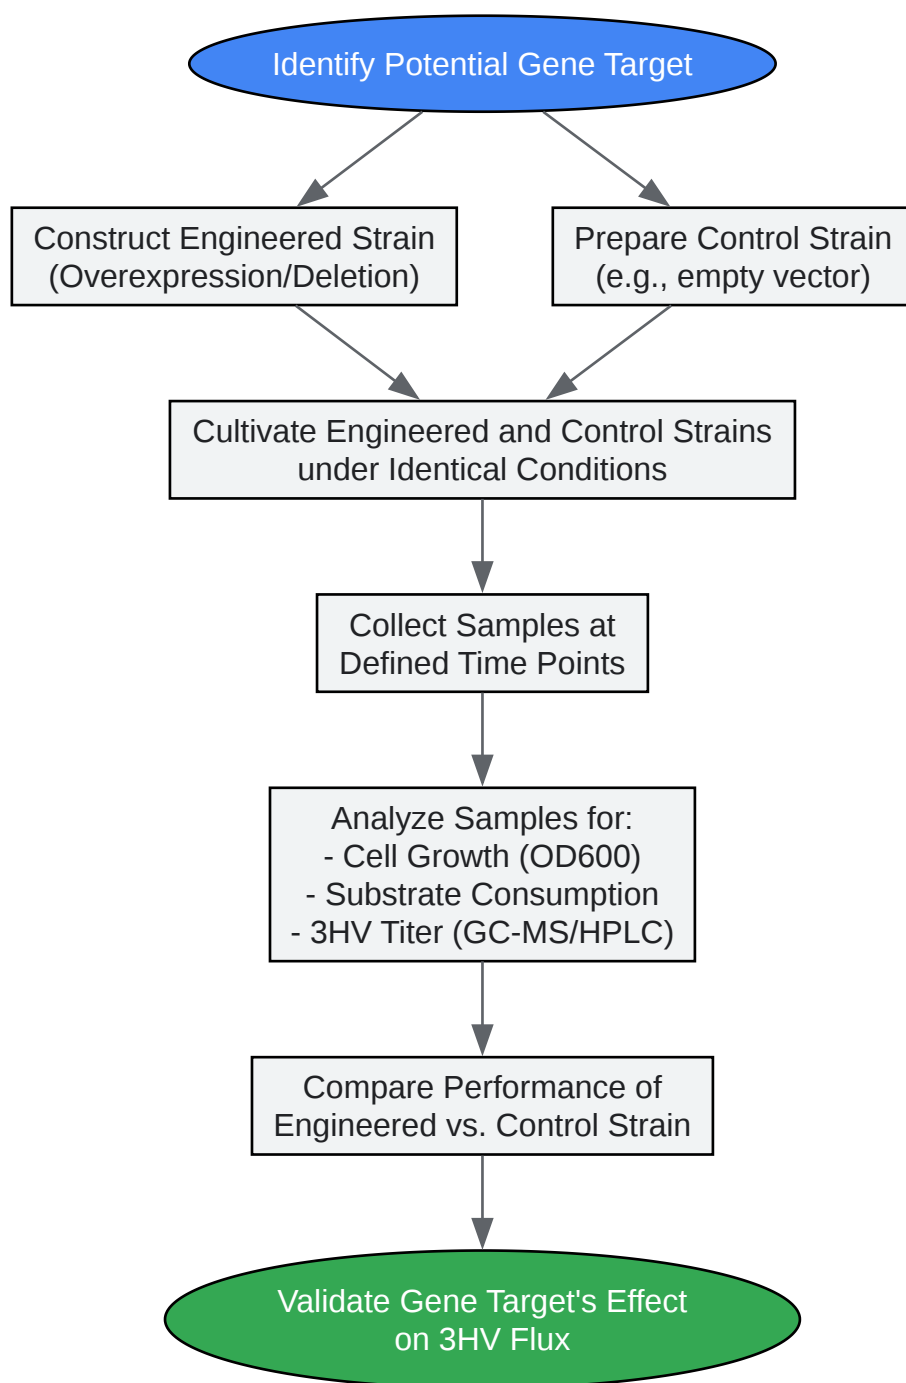 Identify Potential Gene Target
Construct Engineered Strain
(Overexpression/Deletion)
Prepare Control Strain
(e.g., empty vector)
Cultivate Engineered and Control Strains
under Identical Conditions
Collect Samples at
Defined Time Points
Analyze Samples for:
- Cell Growth (OD600)
- Substrate Consumption
- 3HV Titer (GC-MS/HPLC)
Compare Performance of
Engineered vs. Control Strain
Validate Gene Target's Effect
on 3HV Flux